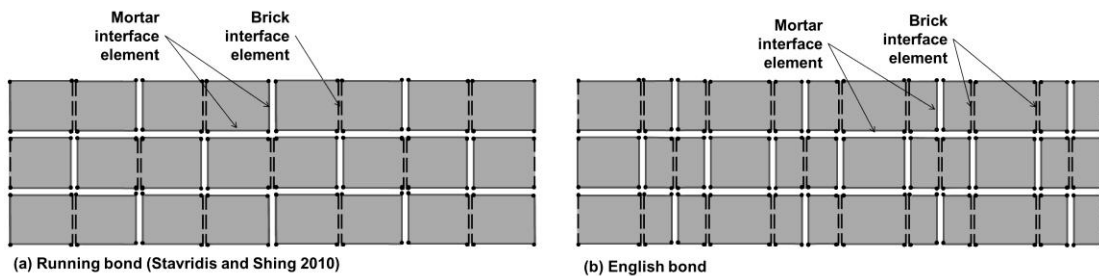 Mortar
interface
element
Brick
interface
element
(a) Running bond (Stavridis and Shing 2010)
Mortar
interface
element
Brick
interface
element
(b) English bond